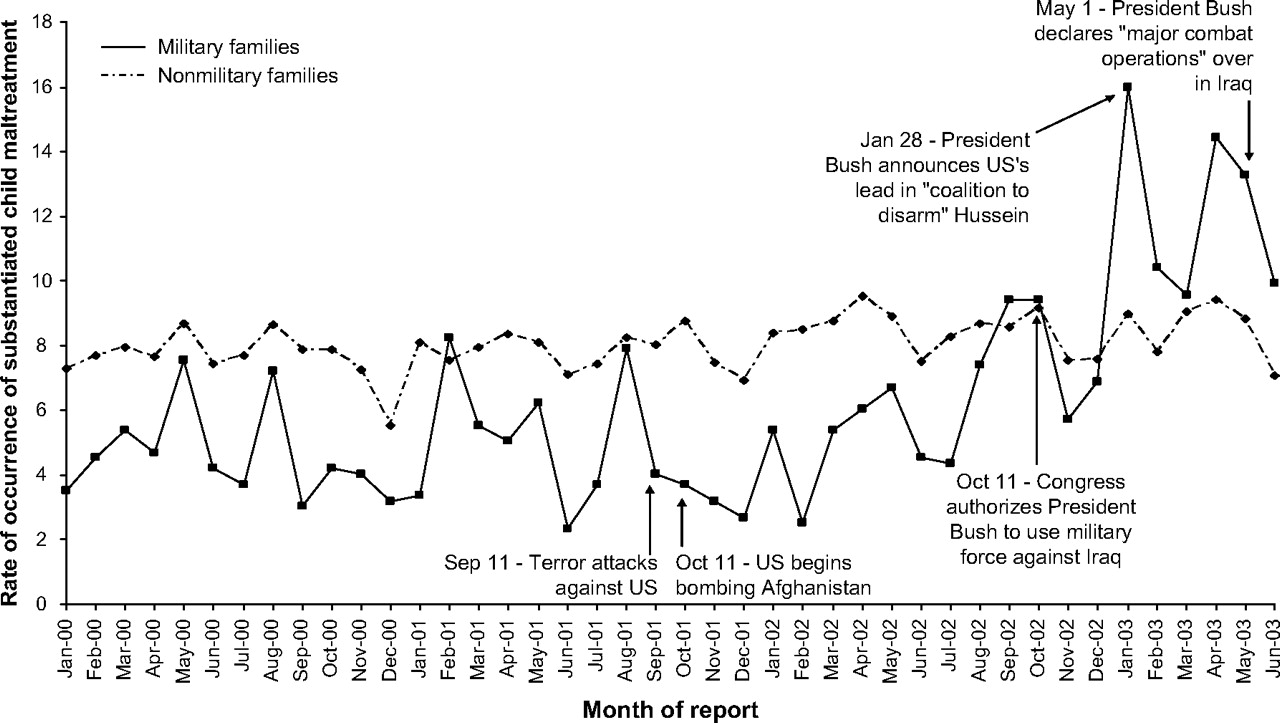 May 1 - President Bush
declares "major combat
operations" over
in Iraq
Military families
Nonmilitary families
Jan 28 - President
Bush announces US's
lead in "coalition to
disarm" Hussein
Oct 11 - Congress
authorizes President
Bush to use military
force against Iraq
Sep 11 - Terror attacks
against US
Oct 11 - US begins
bombing Afghanistan
Rate of occurrence of substantiated child maltreatment
18
16
14
12
10
8
6
4
2
0
Jan-00
Feb-00
Mar-00
Apr-00
May-00
Jun-00
Jul-00
Aug-00
Sep-00
Oct-00
Nov-00
Dec-00
Jan-01
Feb-01
Mar-01
Apr-01
May-01
Jun-01
Jul-01
Aug-01
Sep-01
Oct-01
Nov-01
Dec-01
Jan-02
Feb-02
Mar-02
Apr-02
May-02
Jun-02
Jul-02
Aug-02
Sep-02
Oct-02
Nov-02
Dec-02
Jan-03
Feb-03
Mar-03
Apr-03
May-03
Jun-03
Month of report